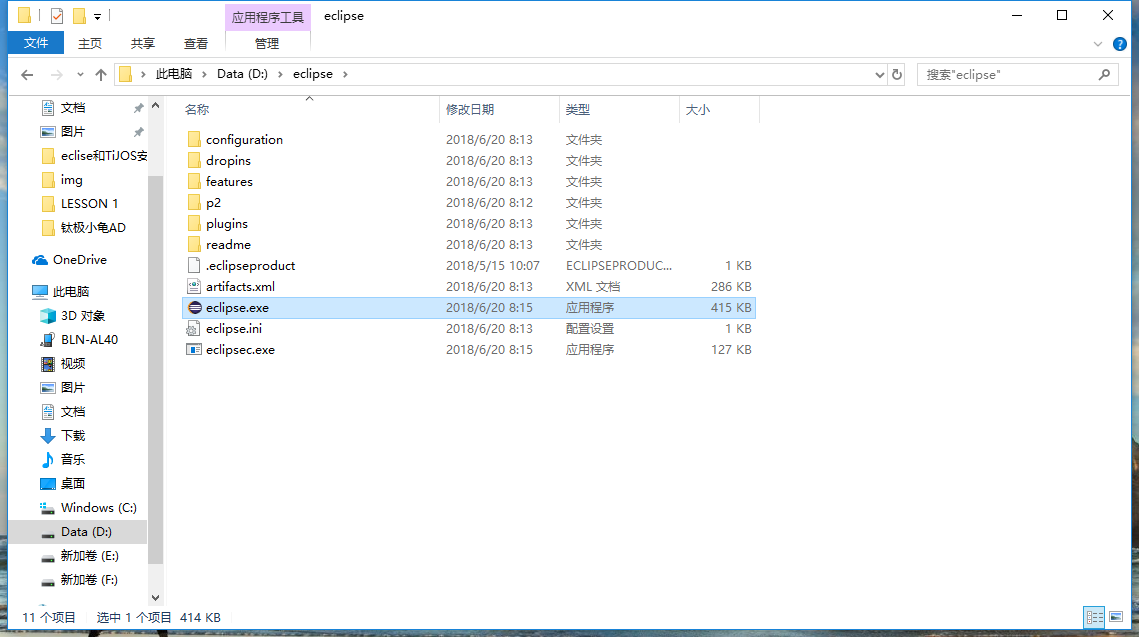 应用程序工具 eclipse
文件 主页 共享 查看 管理
此电脑 Data (D:) eclipse 搜索"eclipse"
文档
图片
eclise和TiJOS安
img
LESSON 1
钛极小龟AD
OneDrive
此电脑
3D 对象
BLN-AL40
视频
图片
文档
下载
音乐
桌面
Windows (C:)
Data (D:)
新加卷 (E:)
新加卷 (F:)
名称 修改日期 类型 大小
configuration 2018/6/20 8:13 文件夹
dropins 2018/6/20 8:13 文件夹
features 2018/6/20 8:13 文件夹
p2 2018/6/20 8:12 文件夹
plugins 2018/6/20 8:13 文件夹
readme 2018/6/20 8:13 文件夹
.eclipseproduct 2018/5/15 10:07 ECLIPSEPRODUC... 1 KB
artifacts.xml 2018/6/20 8:13 XML 文档 286 KB
eclipse.exe 2018/6/20 8:15 应用程序 415 KB
eclipse.ini 2018/6/20 8:13 配置设置 1 KB
eclipsec.exe 2018/6/20 8:15 应用程序 127 KB
11 个项目 选中 1 个项目 414 KB